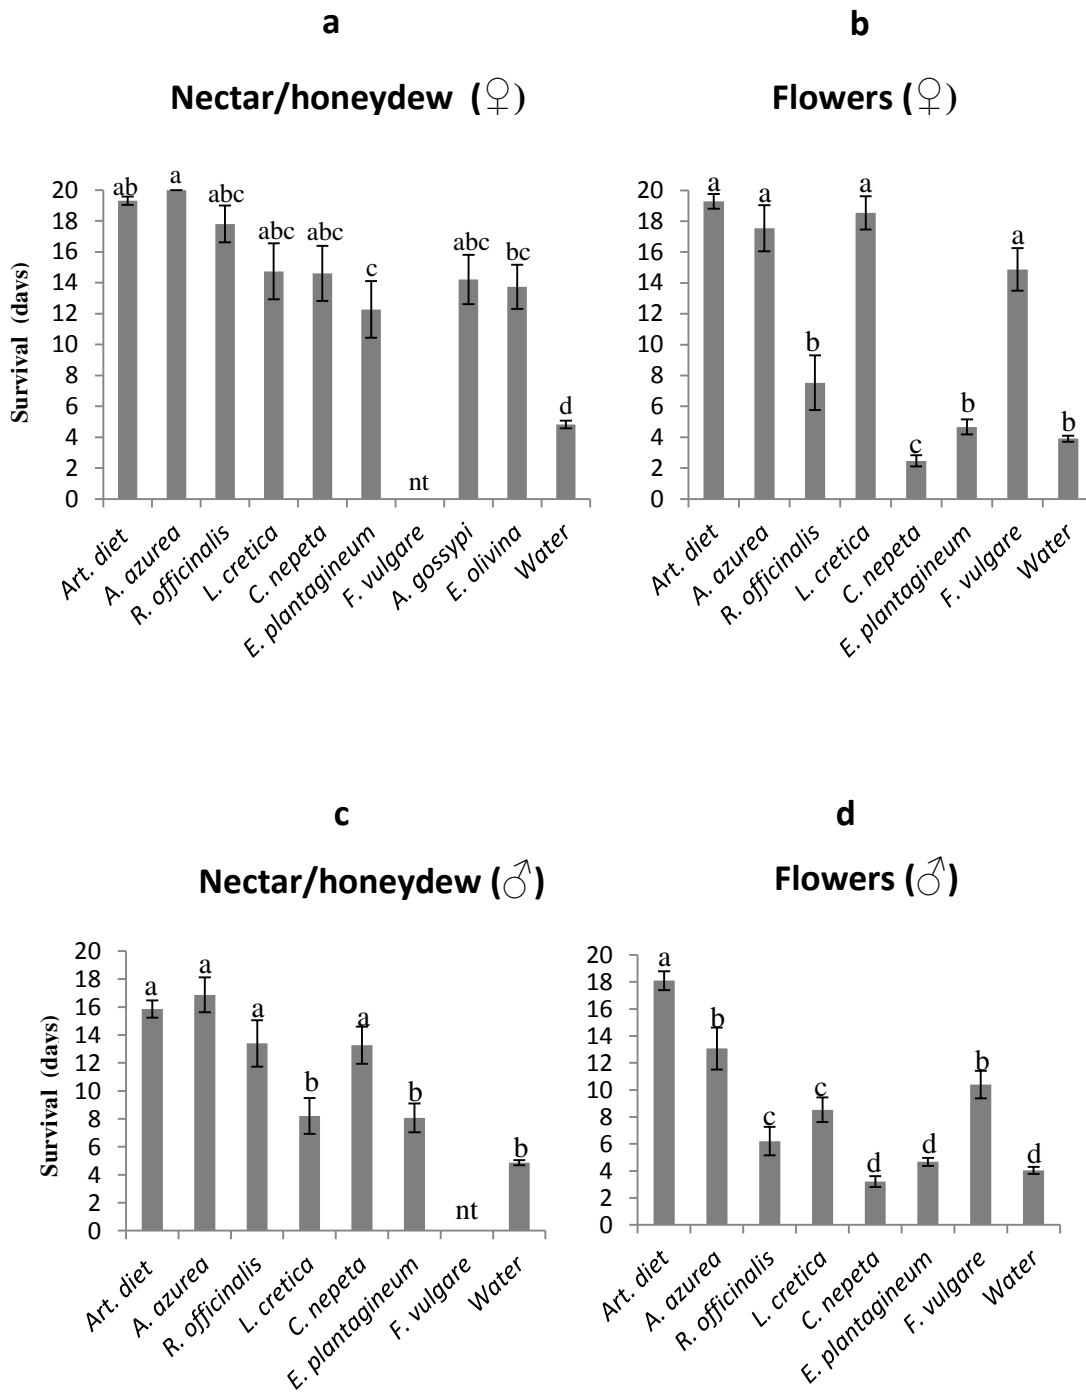 a
Nectar/honeydew (♀)
Survival (days)
20
18
16
14
12
10
8
6
4
2
0
ab
a
abc
abc
abc
c
nt
abc
bc
d
Art. diet
A. azurea
R. officinalis
L. cretica
C. nepeta
E. plantagineum
F. vulgare
A. gossypi
E. olivina
Water
b
Flowers (♀)
20
18
16
14
12
10
8
6
4
2
0
a
a
b
a
c
b
a
b
Art. diet
A. azurea
R. officinalis
L. cretica
C. nepeta
E. plantagineum
F. vulgare
Water
c
Nectar/honeydew (♂)
Survival (days)
20
18
16
14
12
10
8
6
4
2
0
a
a
a
b
a
b
nt
b
Art. diet
A. azurea
R. officinalis
L. cretica
C. nepeta
E. plantagineum
F. vulgare
Water
d
Flowers (♂)
20
18
16
14
12
10
8
6
4
2
0
a
b
c
c
d
d
b
d
Art. diet
A. azurea
R. officinalis
L. cretica
C. nepeta
E. plantagineum
F. vulgare
Water